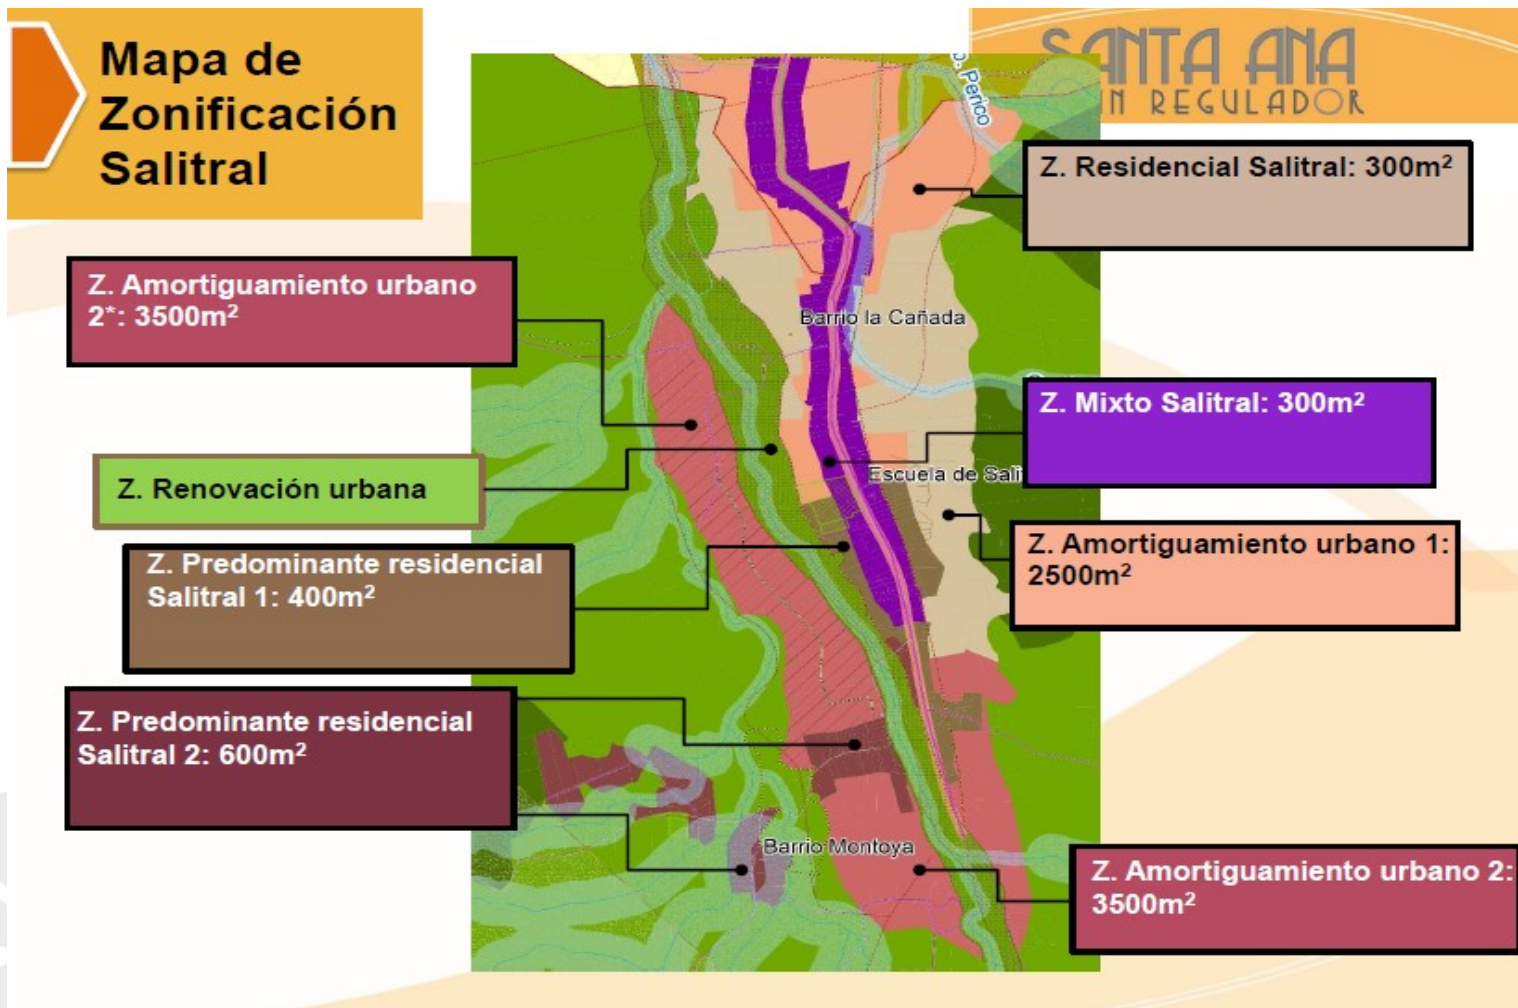 Mapa de
Zonificación
Salitral
SANTA ANA
N REGULADOR
Perico
Z. Residencial Salitral: 300m²
Z. Amortiguamiento urbano
2*: 3500m²
Barrio la Cañada
Z. Mixto Salitral: 300m²
Z. Renovación urbana
Escuela de Sali
Z. Amortiguamiento urbano 1:
2500m²
Z. Predominante residencial
Salitral 1: 400m²
Z. Predominante residencial
Salitral 2: 600m²
Barrio Montoya
Z. Amortiguamiento urbano 2:
3500m²